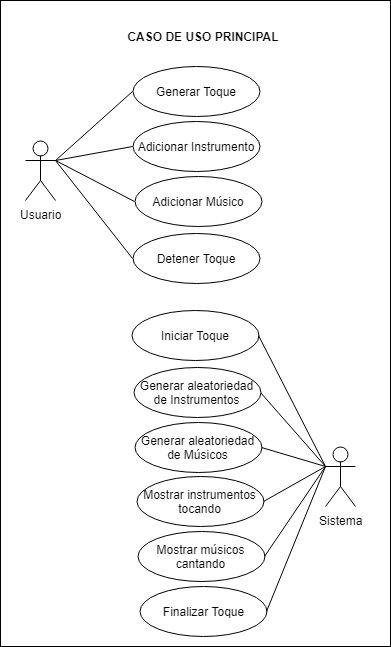 CASO DE USO PRINCIPAL
Generar Toque
Adicionar Instrumento
Adicionar Músico
Usuario
Detener Toque
Iniciar Toque
Generar aleatoriedad
de Instrumentos
Generar aleatoriedad
de Músicos
Mostrar instrumentos
tocando
Sistema
Mostrar músicos
cantando
Finalizar Toque